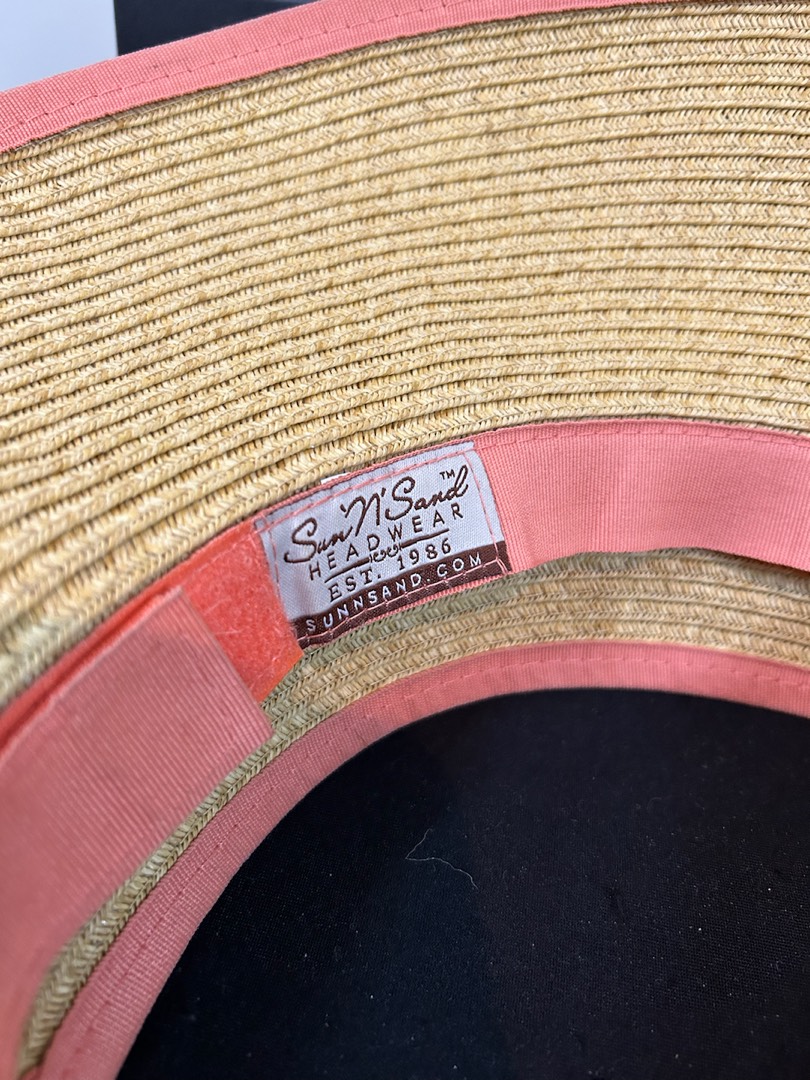 Sun 'N' Sand™
HEADWEAR
EST. 1986
SUNNSAND.COM